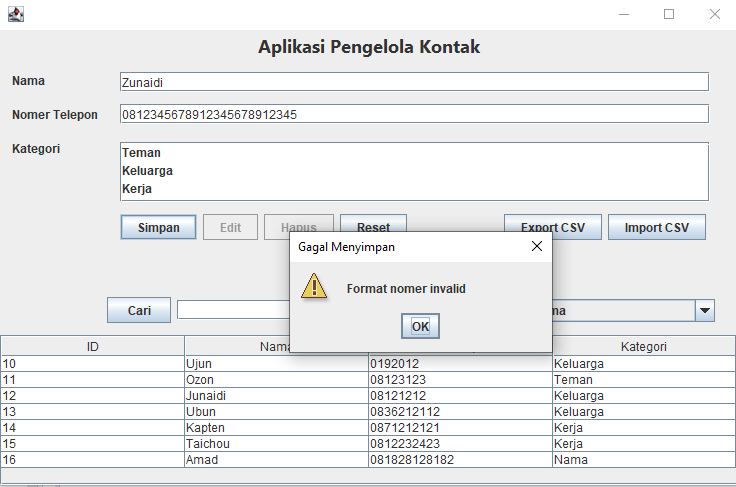 Aplikasi Pengelola Kontak
Nama Zunaidi
Nomer Telepon 0812345678912345678912345
Kategori Teman
Keluarga
Kerja
Simpan Edit Hapus Reset Export CSV Import CSV
Gagal Menyimpan
Format nomer invalid
OK
Cari
ID Nama Kategori
10 Ujun 0192012 Keluarga
11 Ozon 08123123 Teman
12 Junaidi 08121212 Keluarga
13 Ubun 0836212112 Keluarga
14 Kapten 0871212121 Kerja
15 Taichou 0812232423 Kerja
16 Amad 081828128182 Nama